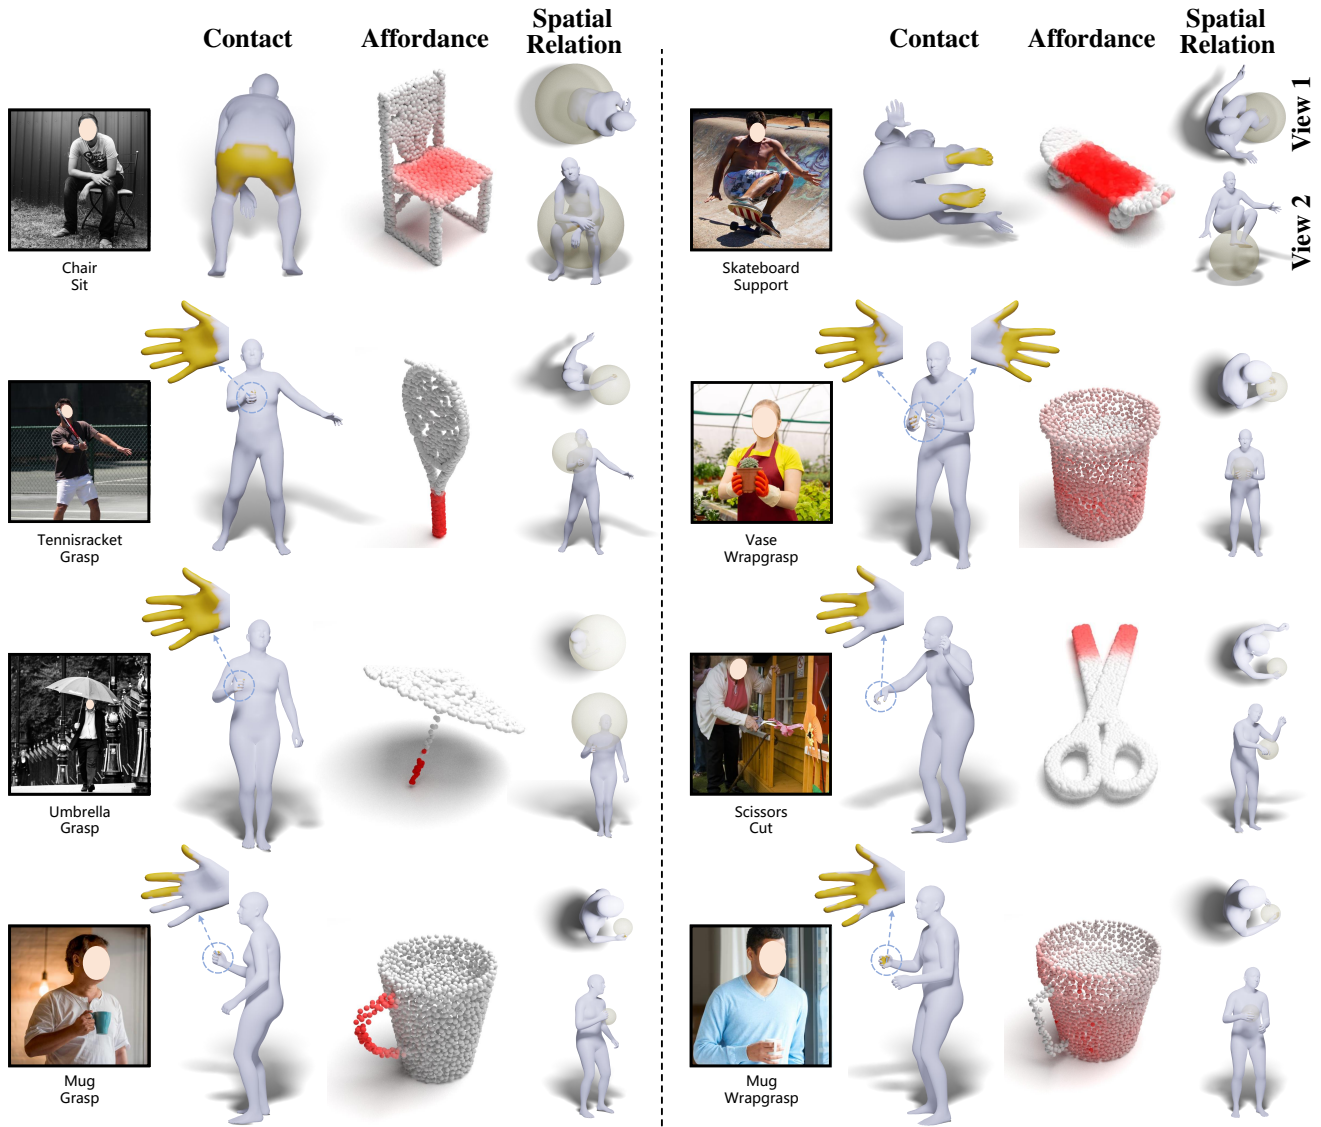 Contact
Affordance
Spatial
Relation
Contact
Affordance
Spatial
Relation
View 1
View 2
Chair
Sit
Skateboard
Support
Tennisracket
Grasp
Vase
Wrapgrasp
Umbrella
Grasp
Scissors
Cut
Mug
Grasp
Mug
Wrapgrasp